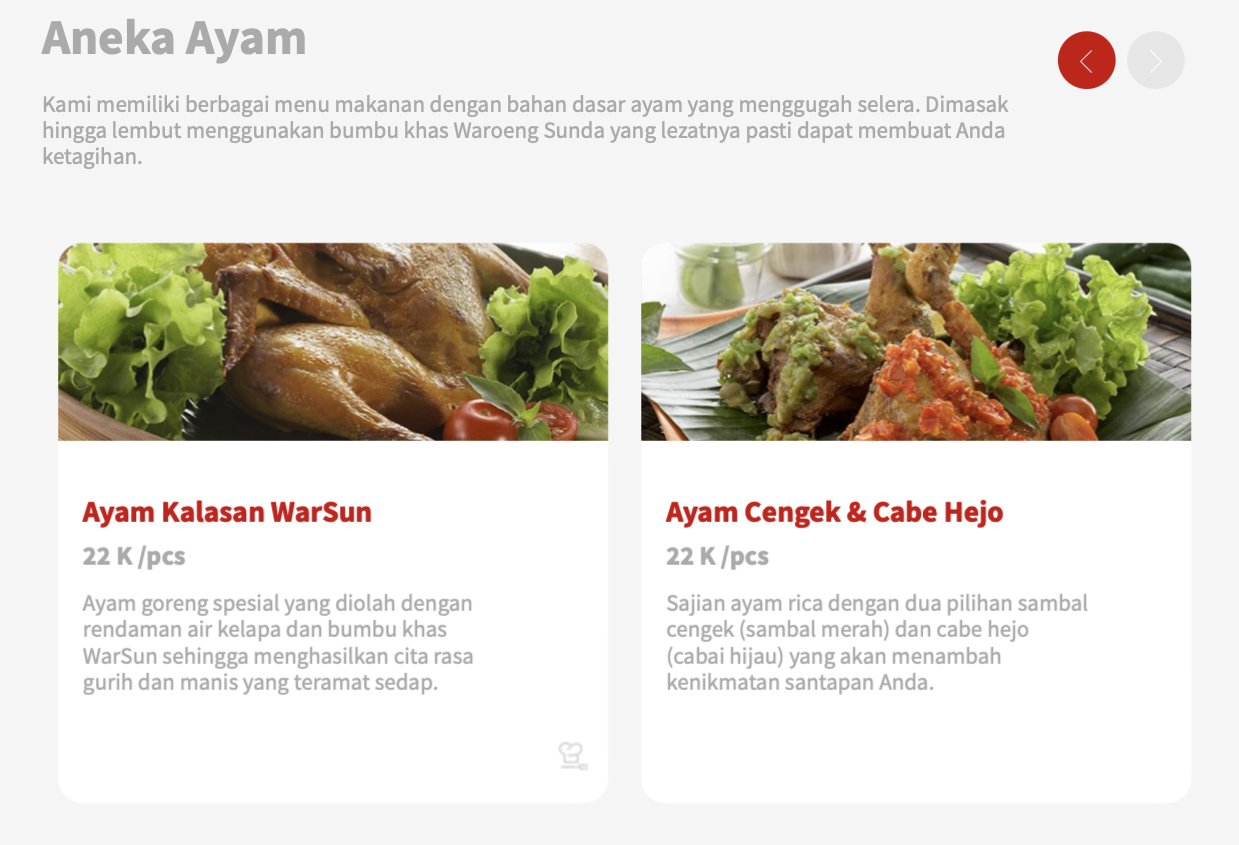 Aneka Ayam
Kami memiliki berbagai menu makanan dengan bahan dasar ayam yang menggugah selera. Dimasak
hingga lembut menggunakan bumbu khas Waroeng Sunda yang lezatnya pasti dapat membuat Anda
ketagihan.
Ayam Kalasan WarSun
22 K /pcs
Ayam goreng spesial yang diolah dengan
rendaman air kelapa dan bumbu khas
WarSun sehingga menghasilkan cita rasa
gurih dan manis yang teramat sedap.
Ayam Cengek & Cabe Hejo
22 K /pcs
Sajian ayam rica dengan dua pilihan sambal
cengek (sambal merah) dan cabe hejo
(cabai hijau) yang akan menambah
kenikmatan santapan Anda.